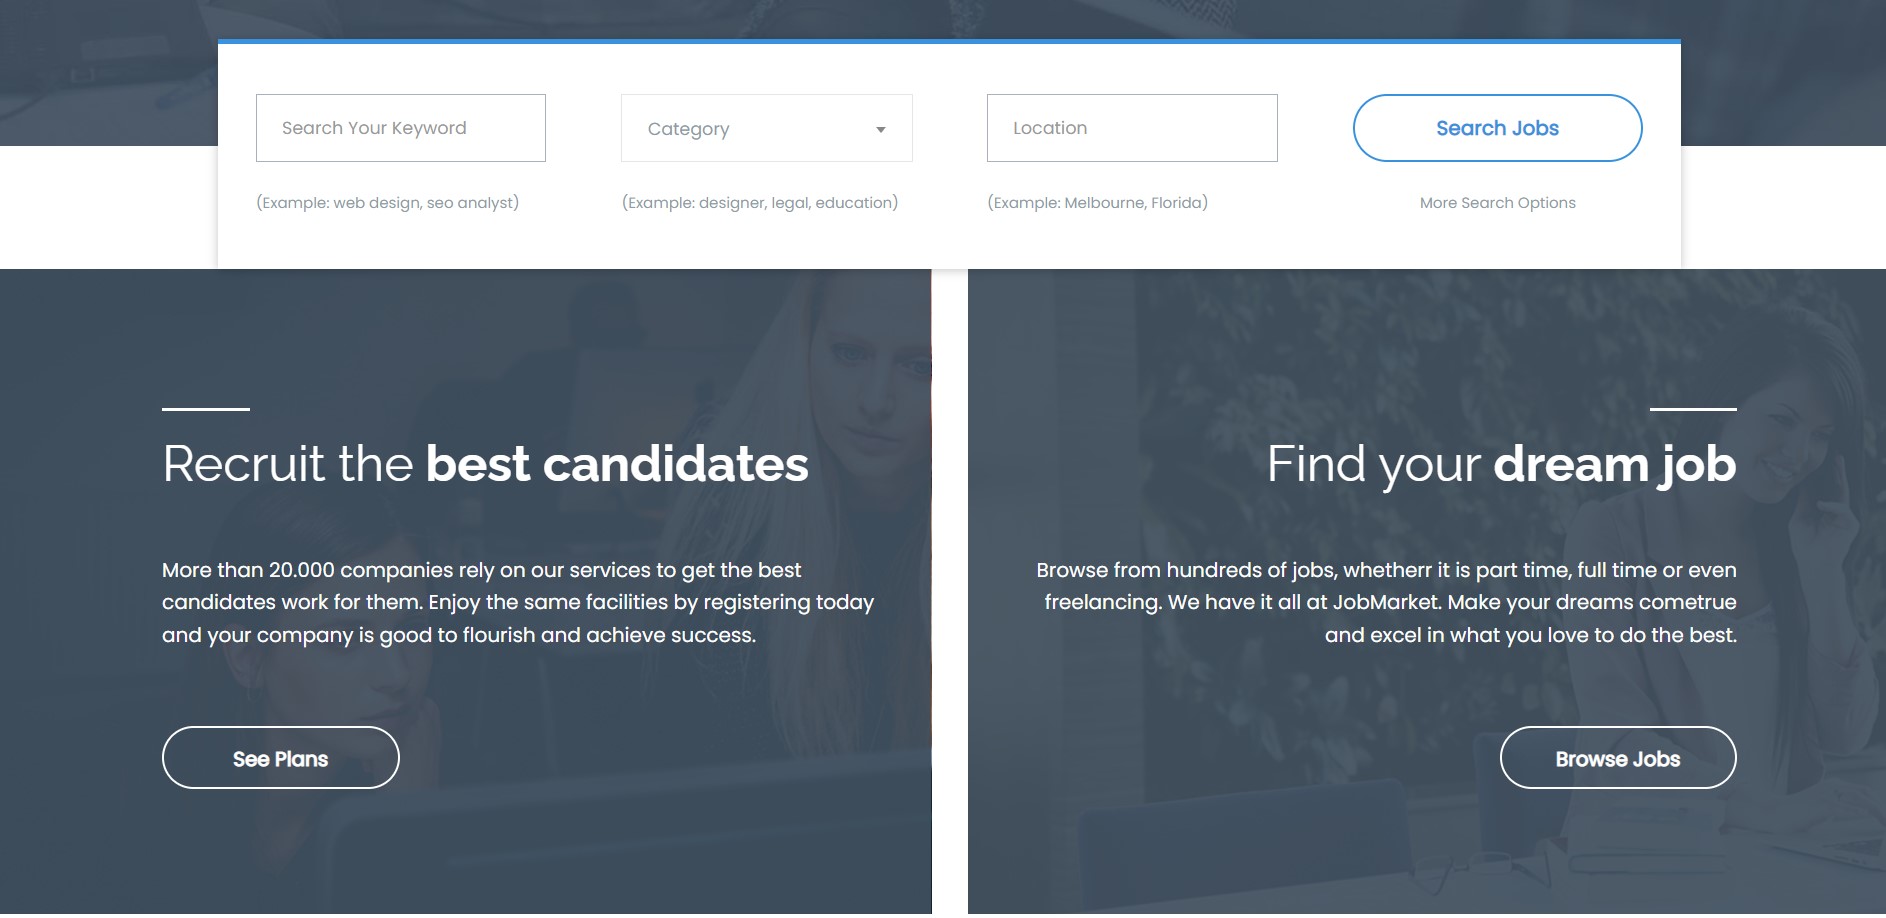 Search Your Keyword
Category
Location
Search Jobs
(Example: web design, seo analyst)
(Example: designer, legal, education)
(Example: Melbourne, Florida)
More Search Options
Recruit the best candidates
More than 20.000 companies rely on our services to get the best
candidates work for them. Enjoy the same facilities by registering today
and your company is good to flourish and achieve success.
See Plans
Find your dream job
Browse from hundreds of jobs, whetherr it is part time, full time or even
freelancing. We have it all at JobMarket. Make your dreams cometrue
and excel in what you love to do the best.
Browse Jobs